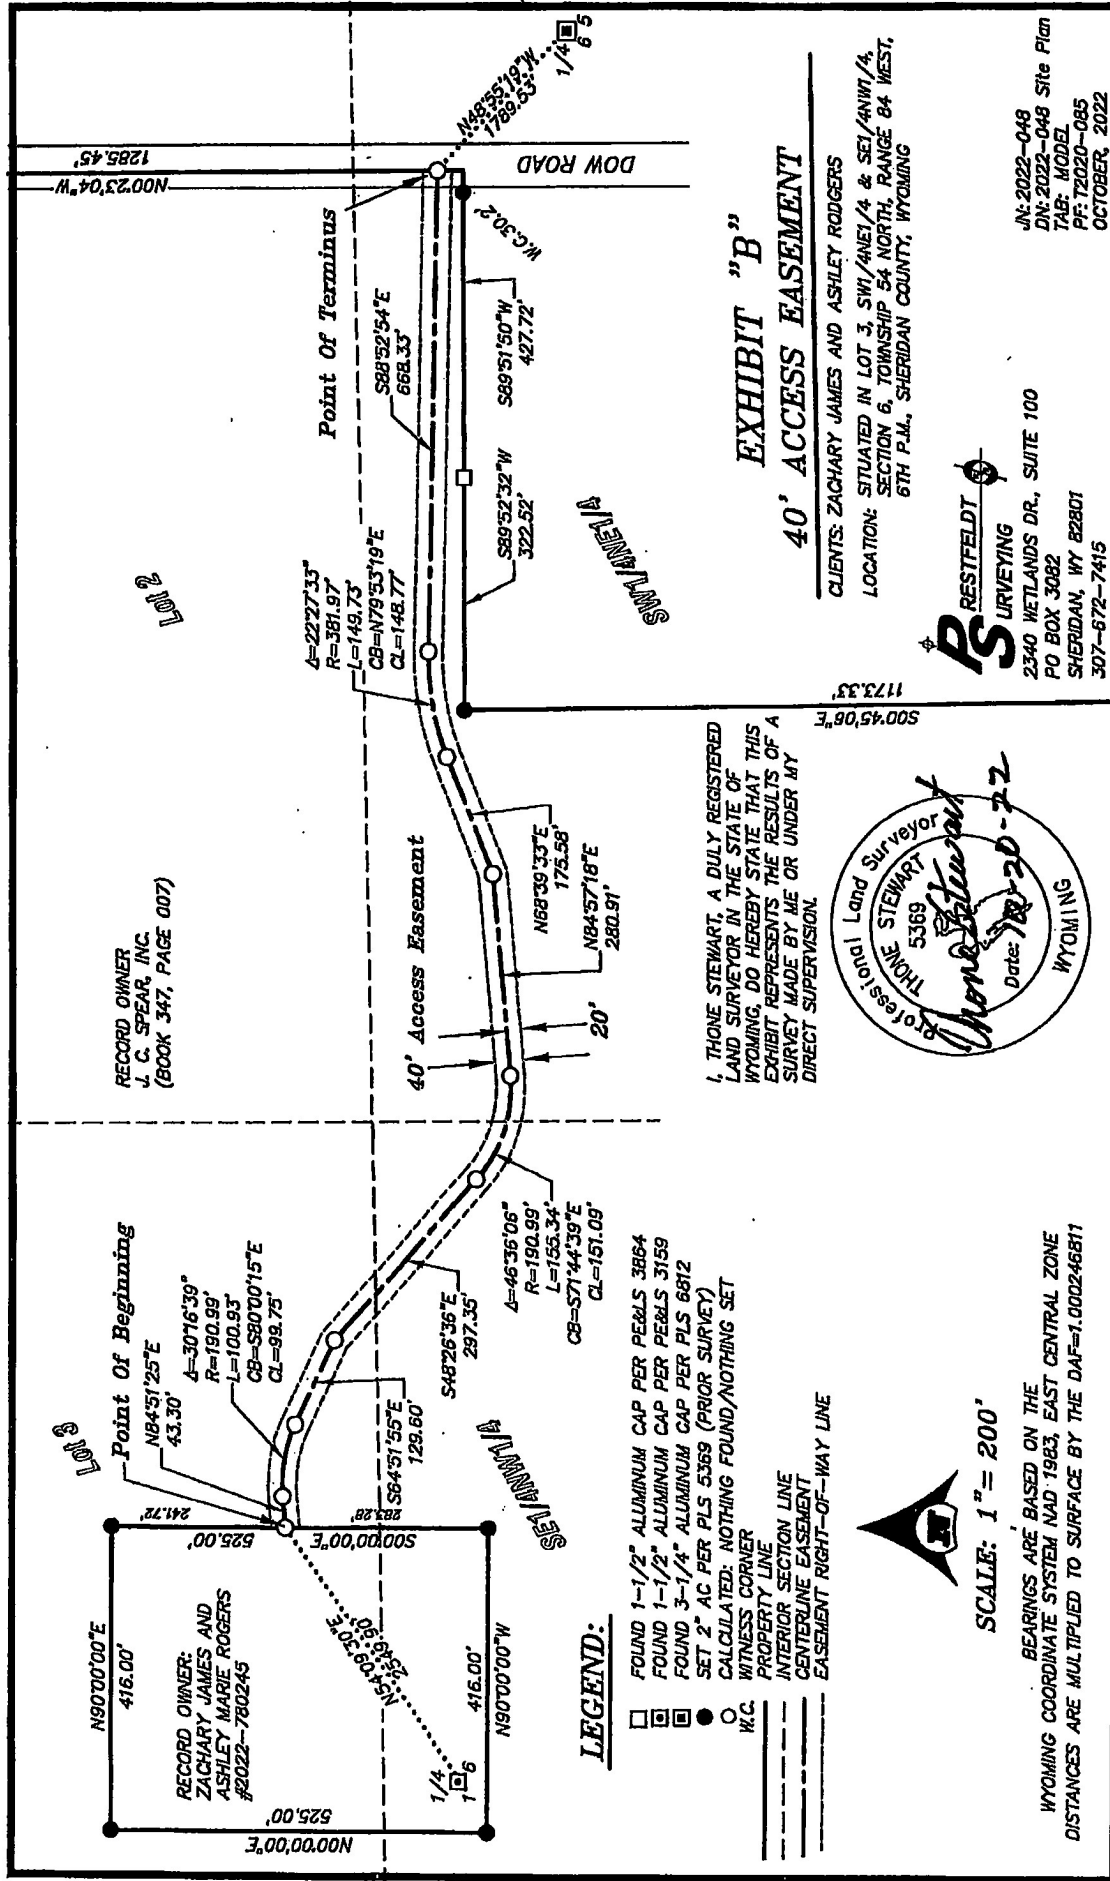 RECORD OWNER:
ZACHARY JAMES AND
ASHLEY MARIE ROGERS
#2022-780245
N90'00'00"E
416.00'
N00'00'00"E
525.00'
N90'00'00"W
416.00'
S00'00'00"E
525.00'
241.72'
283.28'
N54'09'30"E
2549.90'
1/4
1 6
Lot 3
Point Of Beginning
N84'51'25"E
43.30'
Δ=30'16'39"
R=190.99'
L=100.93'
CB=S80'00'15"E
CL=99.75'
S64'51'55"E
129.60'
SE1/4NW1/4
S48'26'36"E
297.35'
Δ=46'36'06"
R=190.99'
L=155.34'
CB=S71'44'39"E
CL=151.09'
RECORD OWNER
J. C. SPEAR, INC.
(BOOK 347, PAGE 007)
40' Access Easement
20'
N84'57'18"E
280.91'
N68'39'33"E
175.58'
Lot 2
Δ=22'27'33"
R=381.97'
L=149.73'
CB=N79'53'19"E
CL=148.77'
S88'52'54"E
668.33'
Point Of Terminus
N00'23'04"W
1285.45'
DOW ROAD
N48'55'19"W
1789.53'
1/4
6 5
W.C. 30.2'
S89'52'32"W
322.52'
S89'51'50"W
427.72'
SW1/4NE1/4
S00'45'06"E
1173.33'
LEGEND:
FOUND 1-1/2" ALUMINUM CAP PER PE&LS 3864
FOUND 1-1/2" ALUMINUM CAP PER PE&LS 3159
FOUND 3-1/4" ALUMINUM CAP PER PLS 6812
SET 2" AC PER PLS 5369 (PRIOR SURVEY)
CALCULATED: NOTHING FOUND/NOTHING SET
W.C. WITNESS CORNER
PROPERTY LINE
INTERIOR SECTION LINE
CENTERLINE EASEMENT
EASEMENT RIGHT-OF-WAY LINE
N
SCALE: 1"= 200'
BEARINGS ARE BASED ON THE
WYOMING COORDINATE SYSTEM NAD 1983, EAST CENTRAL ZONE
DISTANCES ARE MULTIPLIED TO SURFACE BY THE DAF=1.000246811
I, THONE STEWART, A DULY REGISTERED
LAND SURVEYOR IN THE STATE OF
WYOMING, DO HEREBY STATE THAT THIS
EXHIBIT REPRESENTS THE RESULTS OF A
SURVEY MADE BY ME OR UNDER MY
DIRECT SUPERVISION.
Professional Land Surveyor
THONE STEWART
5369
Thone Stewart
Date: 10-20-22
WYOMING
EXHIBIT "B"
40' ACCESS EASEMENT
CLIENTS: ZACHARY JAMES AND ASHLEY RODGERS
LOCATION: SITUATED IN LOT 3, SW1/4NE1/4 & SE1/4NW1/4,
SECTION 6, TOWNSHIP 54 NORTH, RANGE 84 WEST,
6TH P.M., SHERIDAN COUNTY, WYOMING
PRESTFELDT
SURVEYING
2340 WETLANDS DR., SUITE 100
PO BOX 3082
SHERIDAN, WY 82801
307-672-7415
JN: 2022-048
DN: 2022-048 Site Plan
TAB: MODEL
PF: T2020-085
OCTOBER, 2022